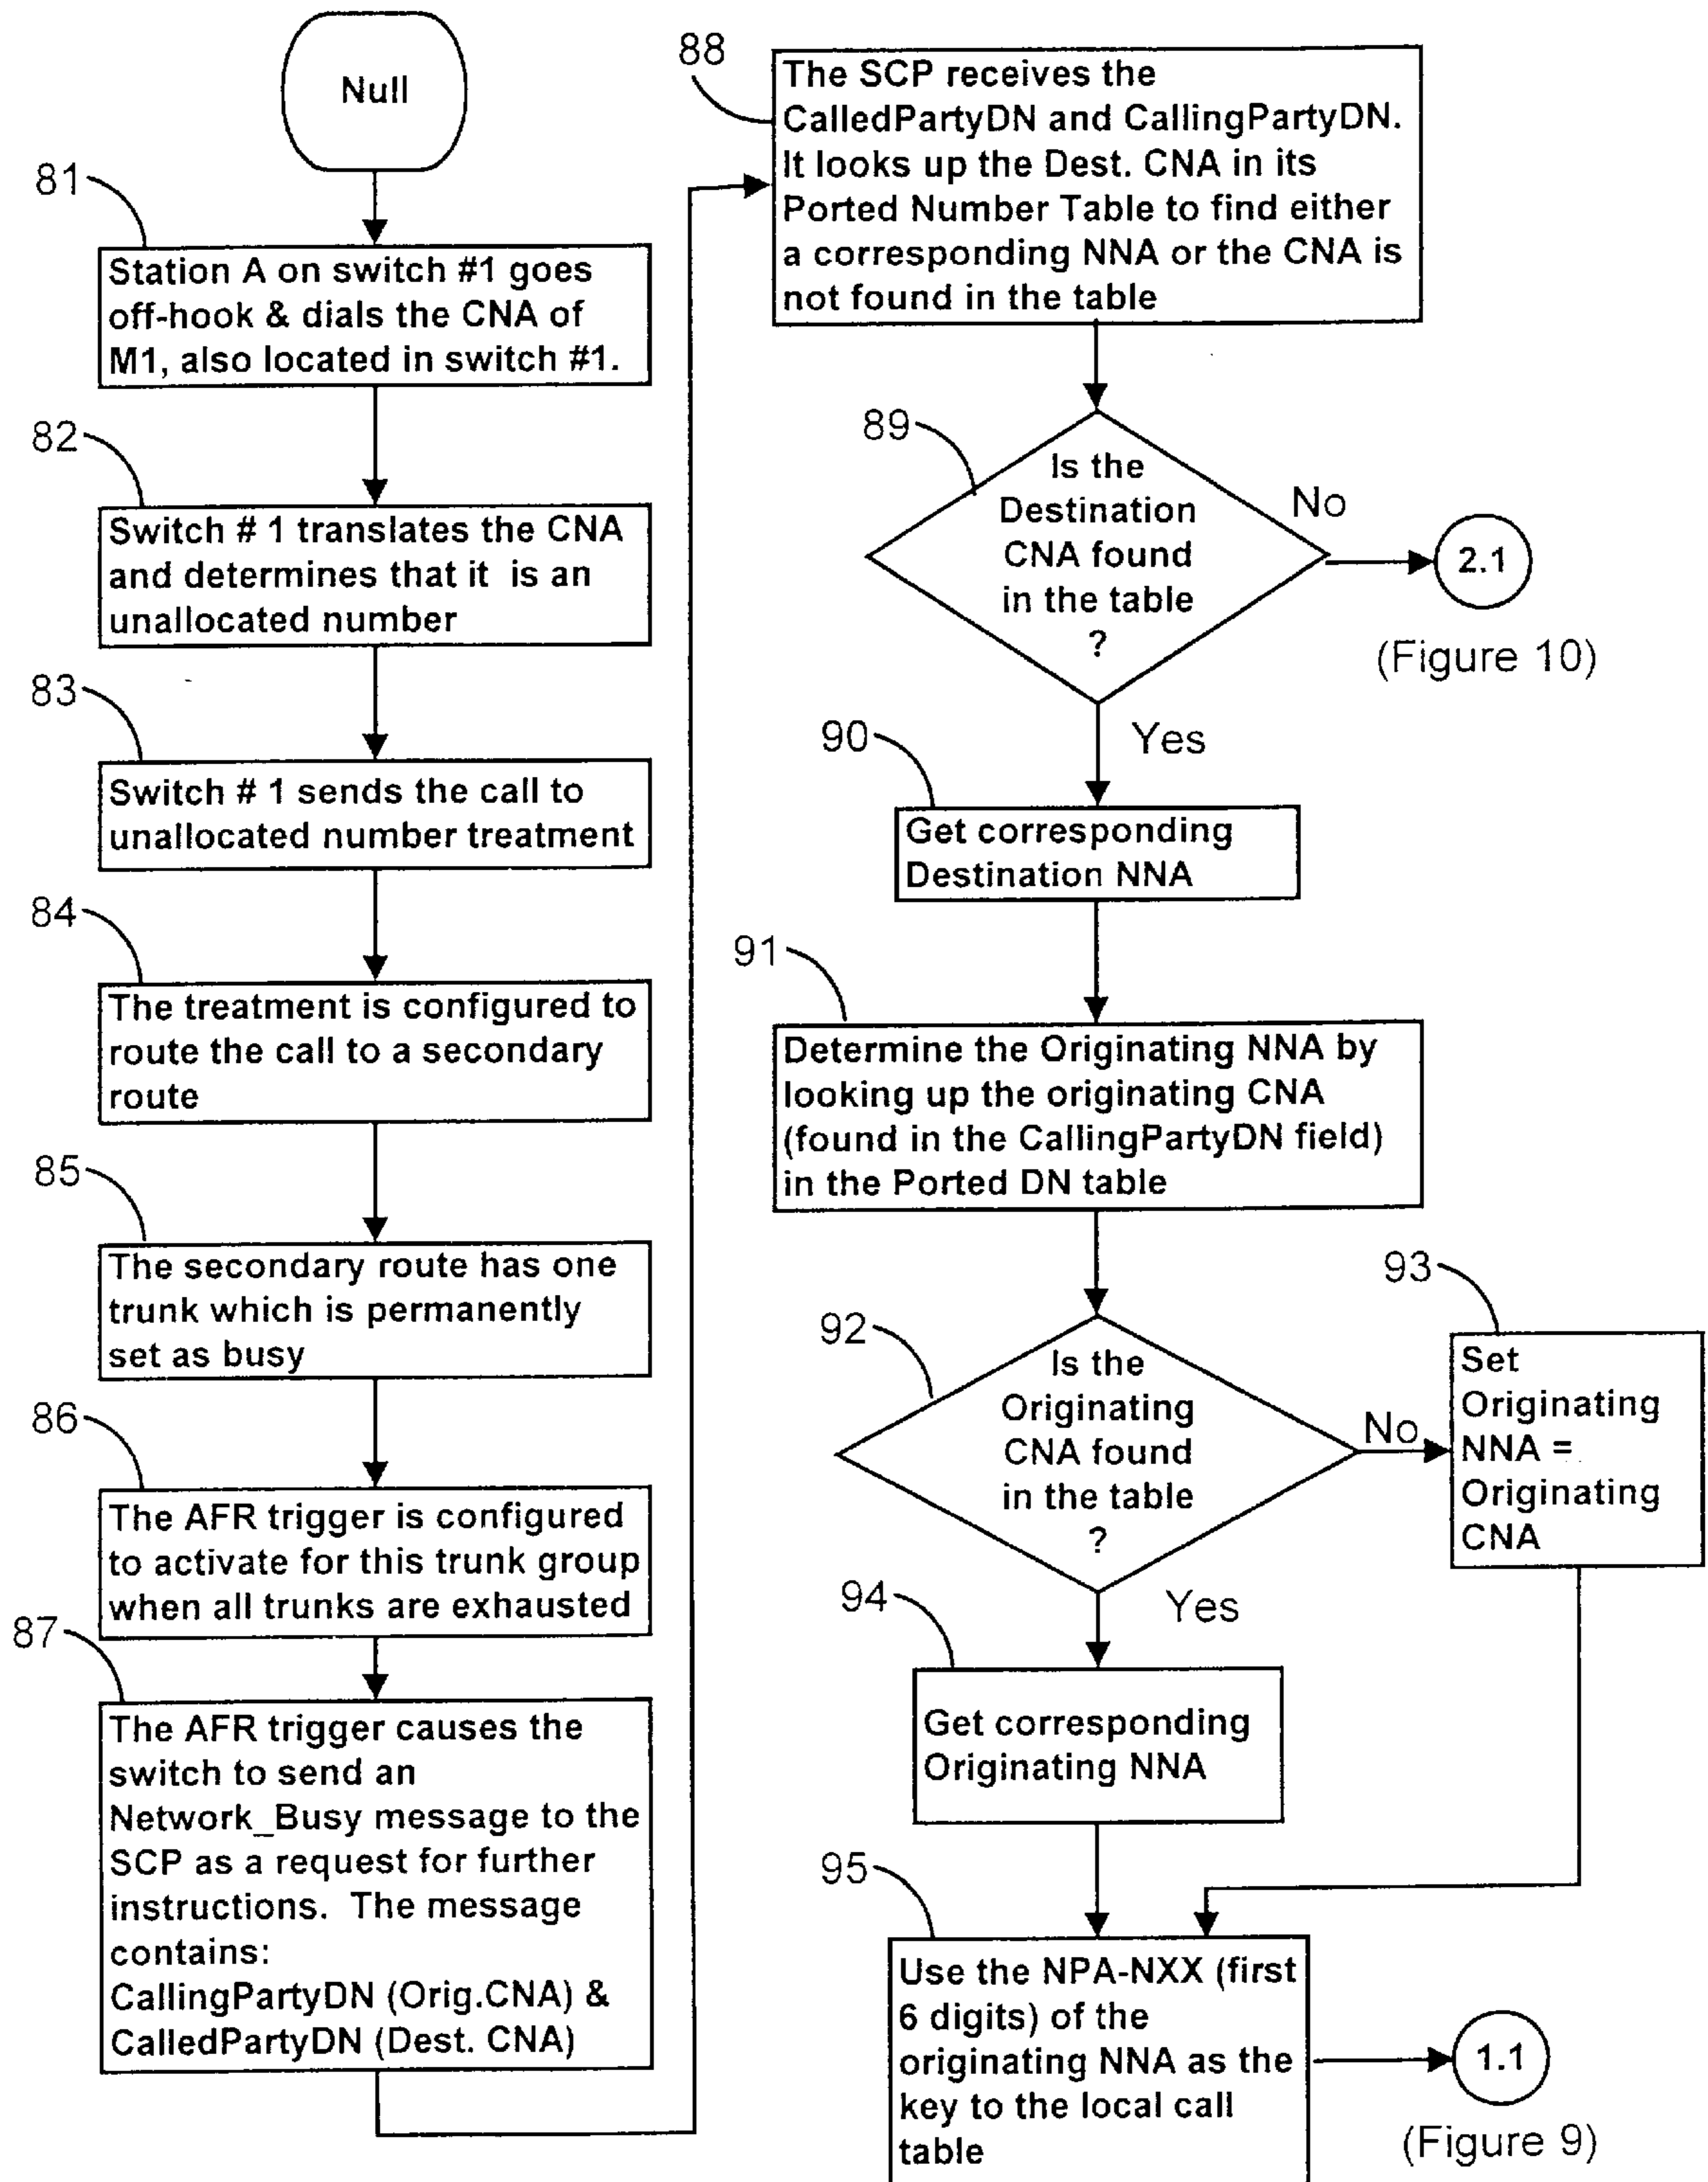 Null
81
Station A on switch #1 goes
off-hook & dials the CNA of
M1, also located in switch #1.
82
Switch # 1 translates the CNA
and determines that it is an
unallocated number
83
Switch # 1 sends the call to
unallocated number treatment
84
The treatment is configured to
route the call to a secondary
route
85
The secondary route has one
trunk which is permanently
set as busy
86
The AFR trigger is configured
to activate for this trunk group
when all trunks are exhausted
87
The AFR trigger causes the
switch to send an
Network_Busy message to the
SCP as a request for further
instructions. The message
contains:
CallingPartyDN (Orig.CNA) &
CalledPartyDN (Dest. CNA)
88
The SCP receives the
CalledPartyDN and CallingPartyDN.
It looks up the Dest. CNA in its
Ported Number Table to find either
a corresponding NNA or the CNA is
not found in the table
89
Is the
Destination
CNA found
in the table
?
No
2.1
(Figure 10)
Yes
90
Get corresponding
Destination NNA
91
Determine the Originating NNA by
looking up the originating CNA
(found in the CallingPartyDN field)
in the Ported DN table
92
Is the
Originating
CNA found
in the table
?
No
93
Set
Originating
NNA =
Originating
CNA
Yes
94
Get corresponding
Originating NNA
95
Use the NPA-NXX (first
6 digits) of the
originating NNA as the
key to the local call
table
1.1
(Figure 9)